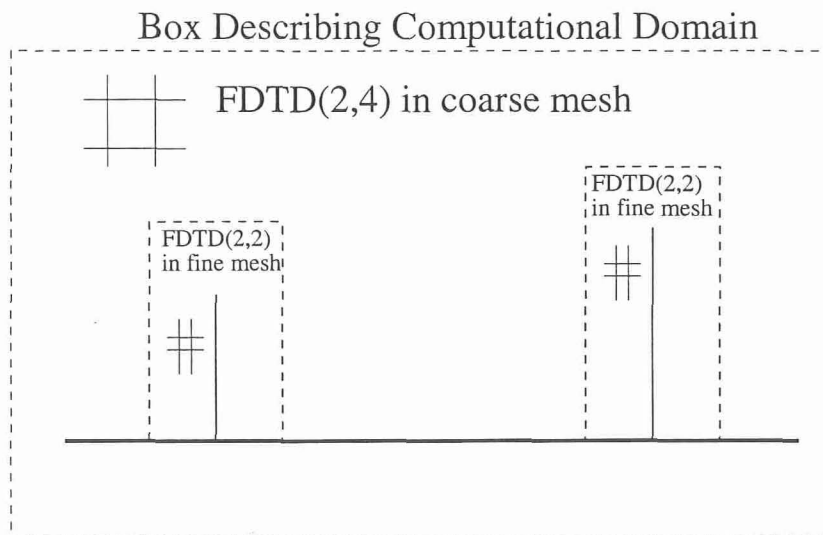 Box Describing Computational Domain
FDTD(2,4) in coarse mesh
FDTD(2,2)
in fine mesh
FDTD(2,2)
in fine mesh